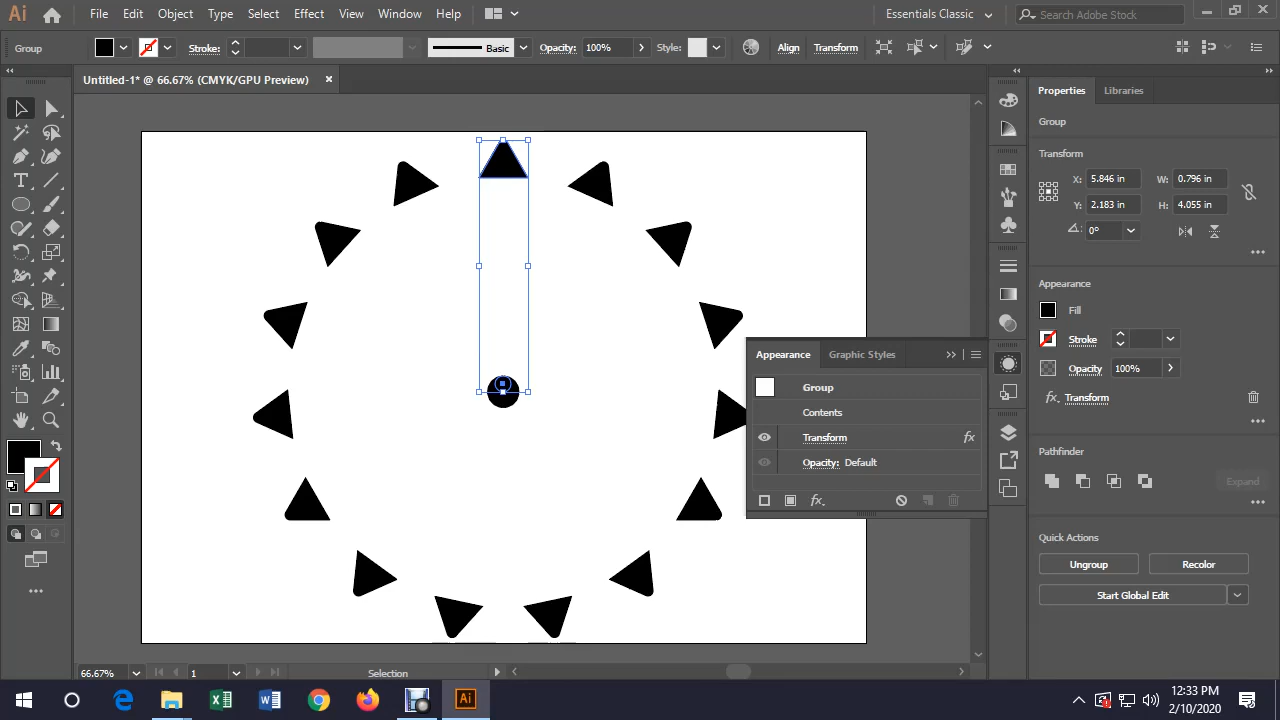 Ai File Edit Object Type Select Effect View Window Help Essentials Classic Search Adobe Stock
Group Stroke: Basic Opacity: 100% Style: Align Transform
Untitled-1* @ 66.67% (CMYK/GPU Preview) ×
Properties Libraries
Group
Transform
X: 5.846 in W: 0.796 in
Y: 2.183 in H: 4.055 in
0°
Appearance
Fill
Stroke
Opacity 100%
fx. Transform
Pathfinder
Expand
Quick Actions
Ungroup Recolor
Start Global Edit
Appearance Graphic Styles
Group
Contents
Transform fx
Opacity: Default
fx.
66.67% 1 Selection
Ai
12:33 PM
2/10/2020